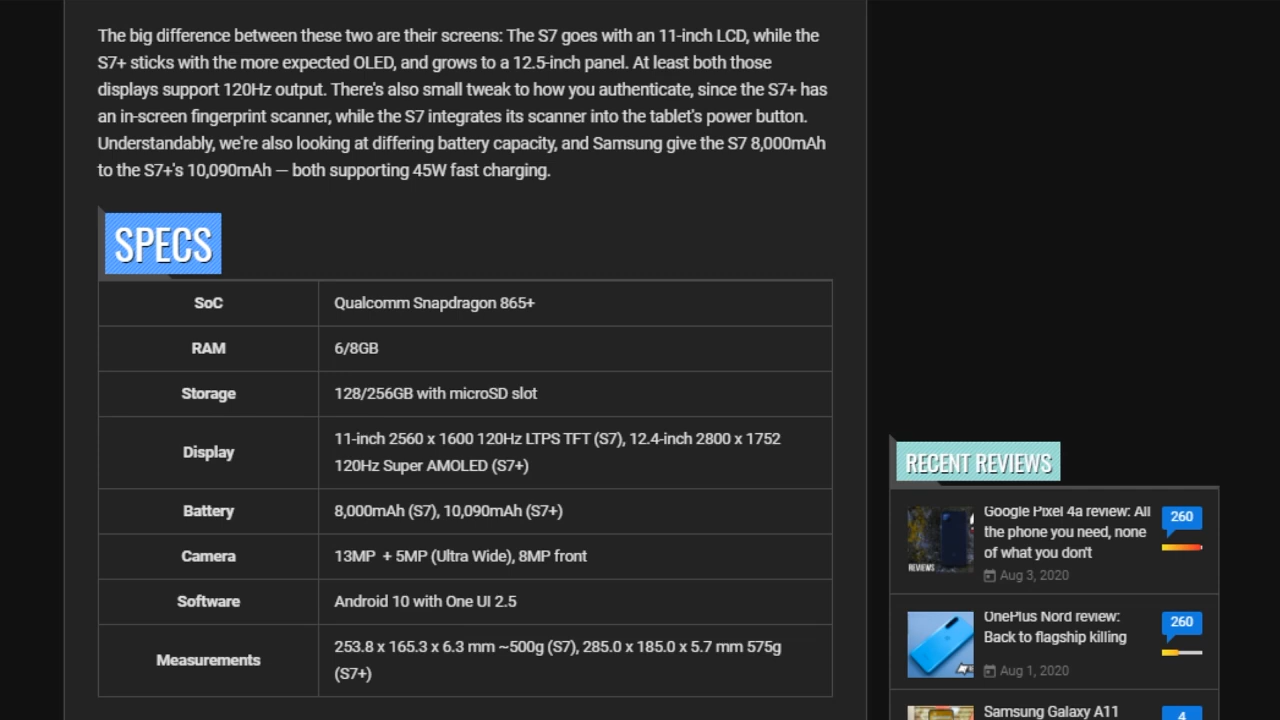 The big difference between these two are their screens: The S7 goes with an 11-inch LCD, while the
S7+ sticks with the more expected OLED, and grows to a 12.5-inch panel. At least both those
displays support 120Hz output. There's also small tweak to how you authenticate, since the S7+ has
an in-screen fingerprint scanner, while the S7 integrates its scanner into the tablet's power button.
Understandably, we're also looking at differing battery capacity, and Samsung give the S7 8,000mAh
to the S7+'s 10,090mAh — both supporting 45W fast charging.
SPECS
SoC Qualcomm Snapdragon 865+
RAM 6/8GB
Storage 128/256GB with microSD slot
Display 11-inch 2560 x 1600 120Hz LTPS TFT (S7), 12.4-inch 2800 x 1752
120Hz Super AMOLED (S7+)
Battery 8,000mAh (S7), 10,090mAh (S7+)
Camera 13MP + 5MP (Ultra Wide), 8MP front
Software Android 10 with One UI 2.5
Measurements 253.8 x 165.3 x 6.3 mm ~500g (S7), 285.0 x 185.0 x 5.7 mm 575g
(S7+)
RECENT REVIEWS
Google Pixel 4a review: All
the phone you need, none
of what you don't
260
REVIEWS
Aug 3, 2020
OnePlus Nord review:
Back to flagship killing
260
Aug 1, 2020
Samsung Galaxy A11
4